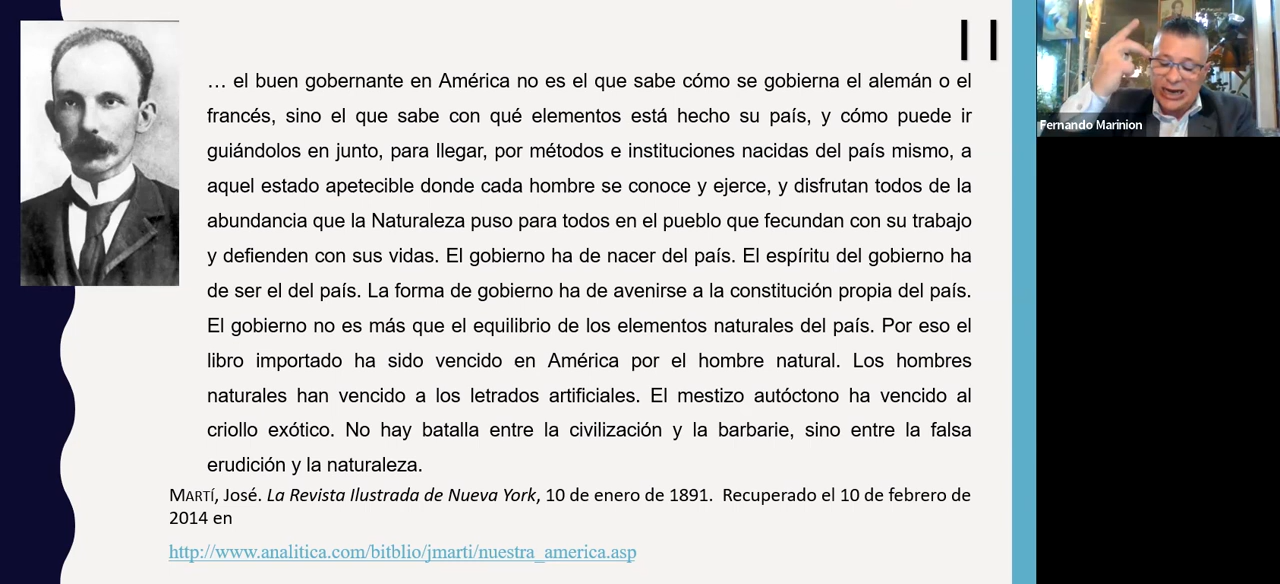 … el buen gobernante en América no es el que sabe cómo se gobierna el alemán o el
francés, sino el que sabe con qué elementos está hecho su país, y cómo puede ir
guiándolos en junto, para llegar, por métodos e instituciones nacidas del país mismo, a
aquel estado apetecible donde cada hombre se conoce y ejerce, y disfrutan todos de la
abundancia que la Naturaleza puso para todos en el pueblo que fecundan con su trabajo
y defienden con sus vidas. El gobierno ha de nacer del país. El espíritu del gobierno ha
de ser el del país. La forma de gobierno ha de avenirse a la constitución propia del país.
El gobierno no es más que el equilibrio de los elementos naturales del país. Por eso el
libro importado ha sido vencido en América por el hombre natural. Los hombres
naturales han vencido a los letrados artificiales. El mestizo autóctono ha vencido al
criollo exótico. No hay batalla entre la civilización y la barbarie, sino entre la falsa
erudición y la naturaleza.
MARTÍ, José. La Revista Ilustrada de Nueva York, 10 de enero de 1891. Recuperado el 10 de febrero de
2014 en
http://www.analitica.com/bitblio/jmarti/nuestra_america.asp
Fernando Marinion